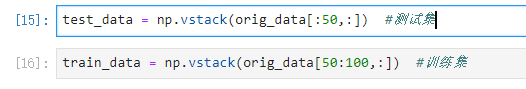 [15]: test_data = np.vstack(orig_data[:50,:])  #测试集
[16]: train_data = np.vstack(orig_data[50:100,:])  #训练集